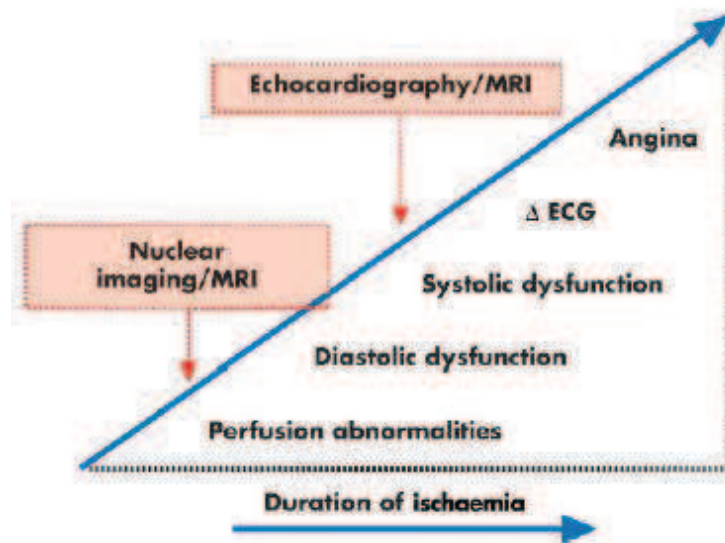 Echocardiography/MRI
Angina
Δ ECG
Nuclear
imaging/MRI
Systolic dysfunction
Diastolic dysfunction
Perfusion abnormalities
Duration of ischaemia